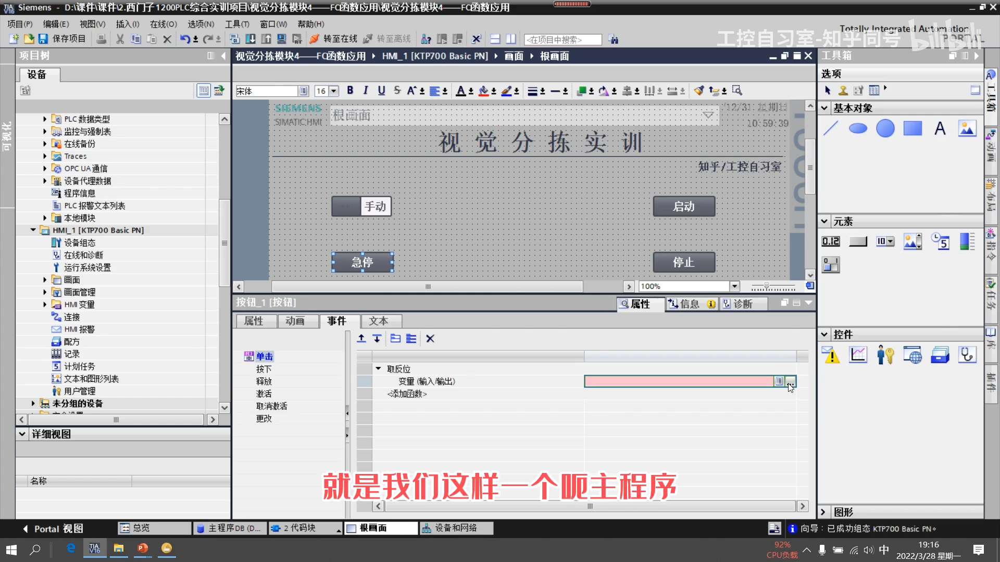 Siemens - D:\课件\课件\2.西门子1200PLC综合实训项目\视觉分拣模块4——FC函数应用\视觉分拣模块4——FC函数应用
项目(P) 编辑(E) 视图(V) 插入(I) 在线(O) 选项(N) 工具(T) 窗口(W) 帮助(H)
Totally Integrated Automation
PORTAL
工控自习室-知乎同号 bilibili
保存项目 转至在线 转至离线 <在项目中搜索>
项目树
视觉分拣模块4——FC函数应用 HMI_1 [KTP700 Basic PN] 画面 根画面
工具箱
设备
选项
宋体 16 B I U S A
基本对象
可视化
PLC 数据类型
监控与强制表
在线备份
Traces
OPC UA 通信
设备代理数据
程序信息
PLC 报警文本列表
本地模块
HMI_1 [KTP700 Basic PN]
设备组态
在线和诊断
运行系统设置
画面
画面管理
HMI 变量
连接
HMI 报警
配方
记录
计划任务
文本和图形列表
用户管理
未分组的设备
详细视图
名称
SIEMENS
SIMATIC HMI
根画面
12/31 星期日
10:59:39
视觉分拣实训
知乎/工控自习室
手动
启动
急停
停止
100%
按钮_1 [按钮]
属性 信息 诊断
属性 动画 事件 文本
单击
按下
释放
激活
取消激活
更改
取反位
变量 (输入/输出)
<添加函数>
元素
控件
图形
工具箱
动画
布局
指令
任务
库
插件
就是我们这样一个呃主程序
Portal 视图 总览 主程序DB (D... 2 代码块 根画面 设备和网络
向导：已成功组态 KTP700 Basic PN。
92%
CPU负载
中
19:16
2022/3/28 星期一